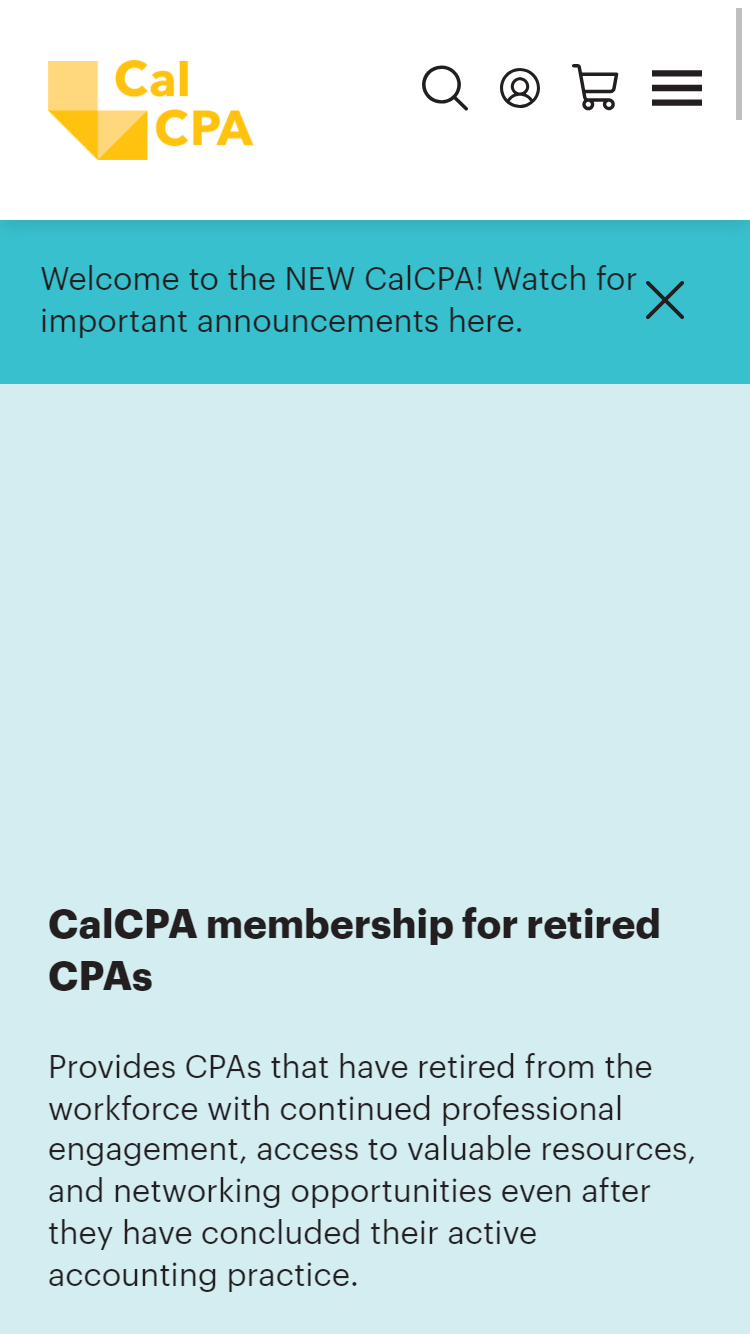 Cal
CPA
Welcome to the NEW CalCPA! Watch for
important announcements here.
CalCPA membership for retired
CPAs
Provides CPAs that have retired from the
workforce with continued professional
engagement, access to valuable resources,
and networking opportunities even after
they have concluded their active
accounting practice.